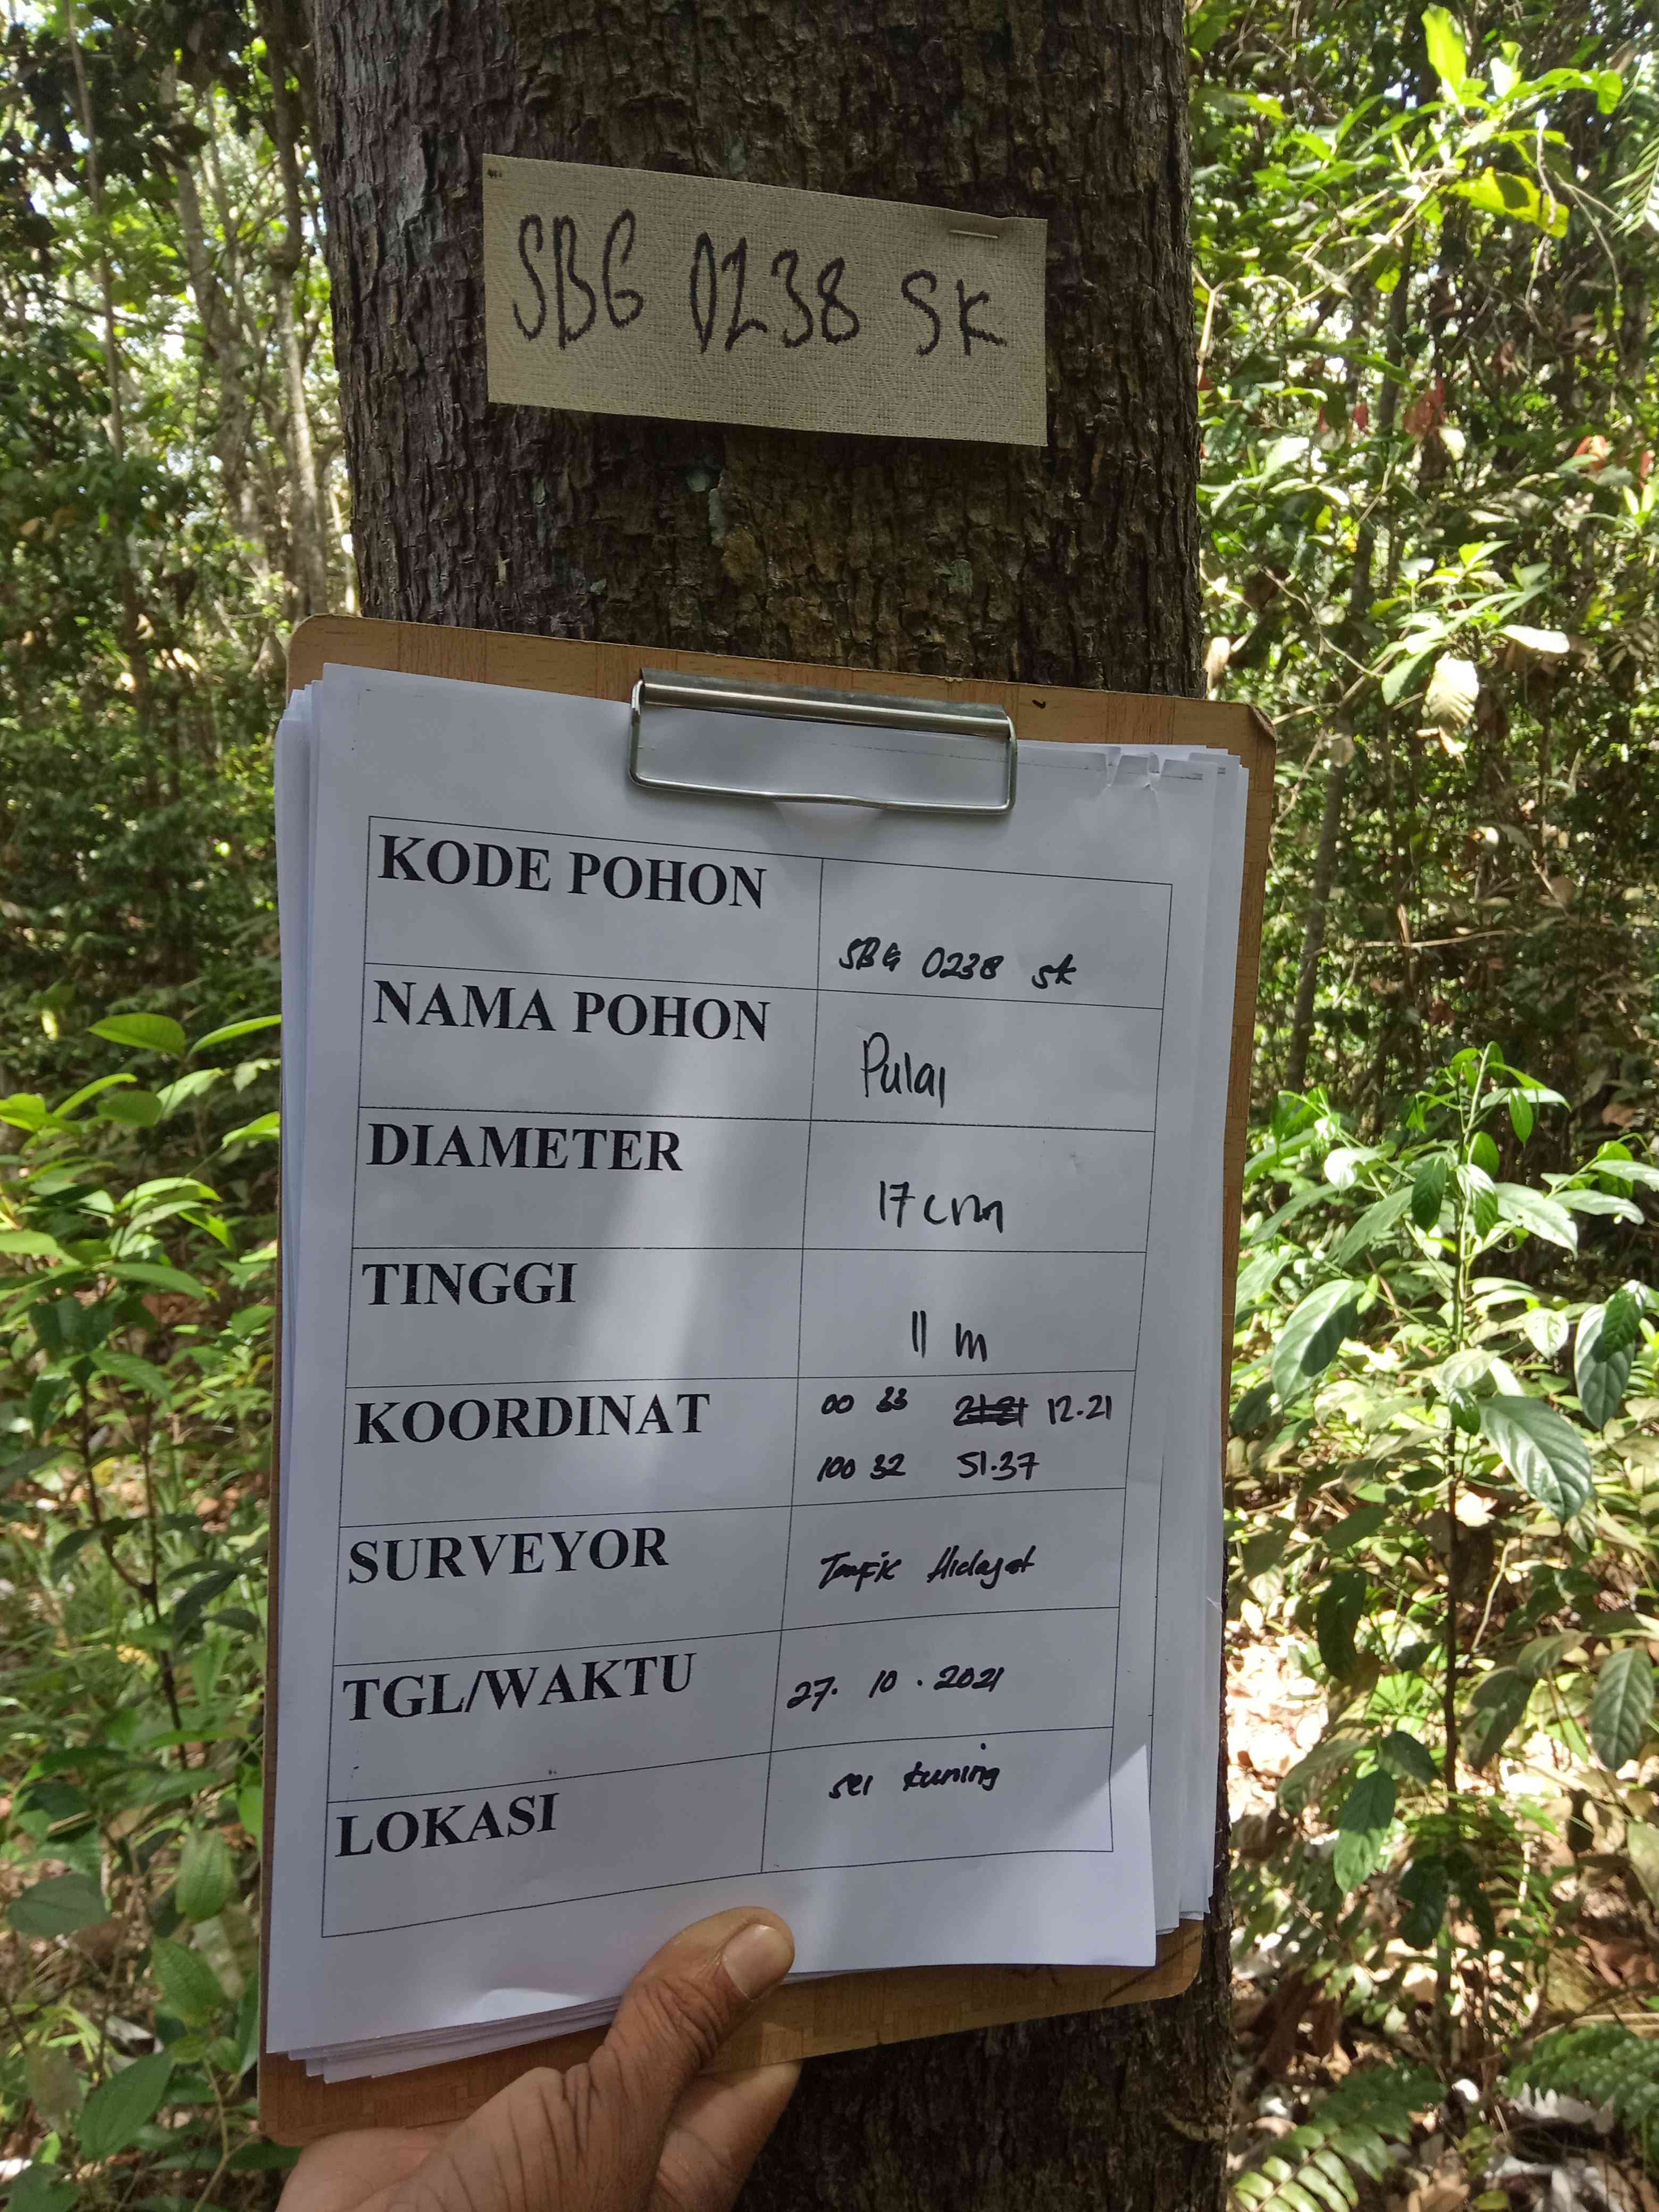 SBG 0238 SK
KODE POHON
SBG 0238 SK
NAMA POHON
Pulai
DIAMETER
17 cm
TINGGI
11 m
KOORDINAT
00 33 12.21
100 32 51.37
SURVEYOR
Taufik Hidayat
TGL/WAKTU
27. 10 . 2021
LOKASI
sei kuning